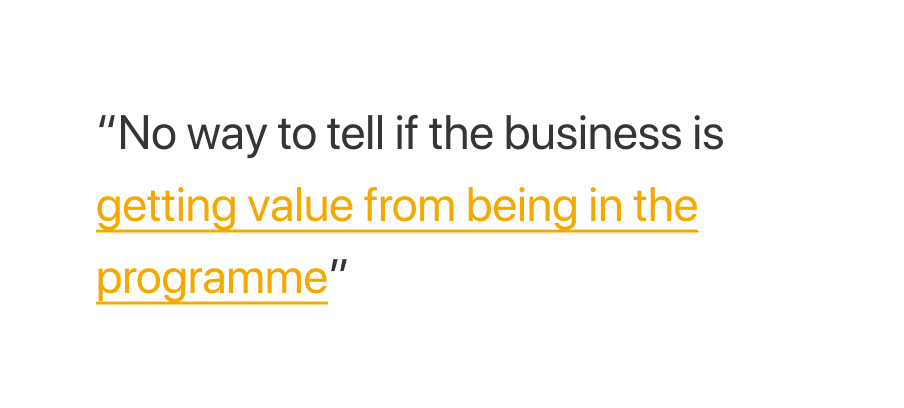 “No way to tell if the business is
getting value from being in the
programme”